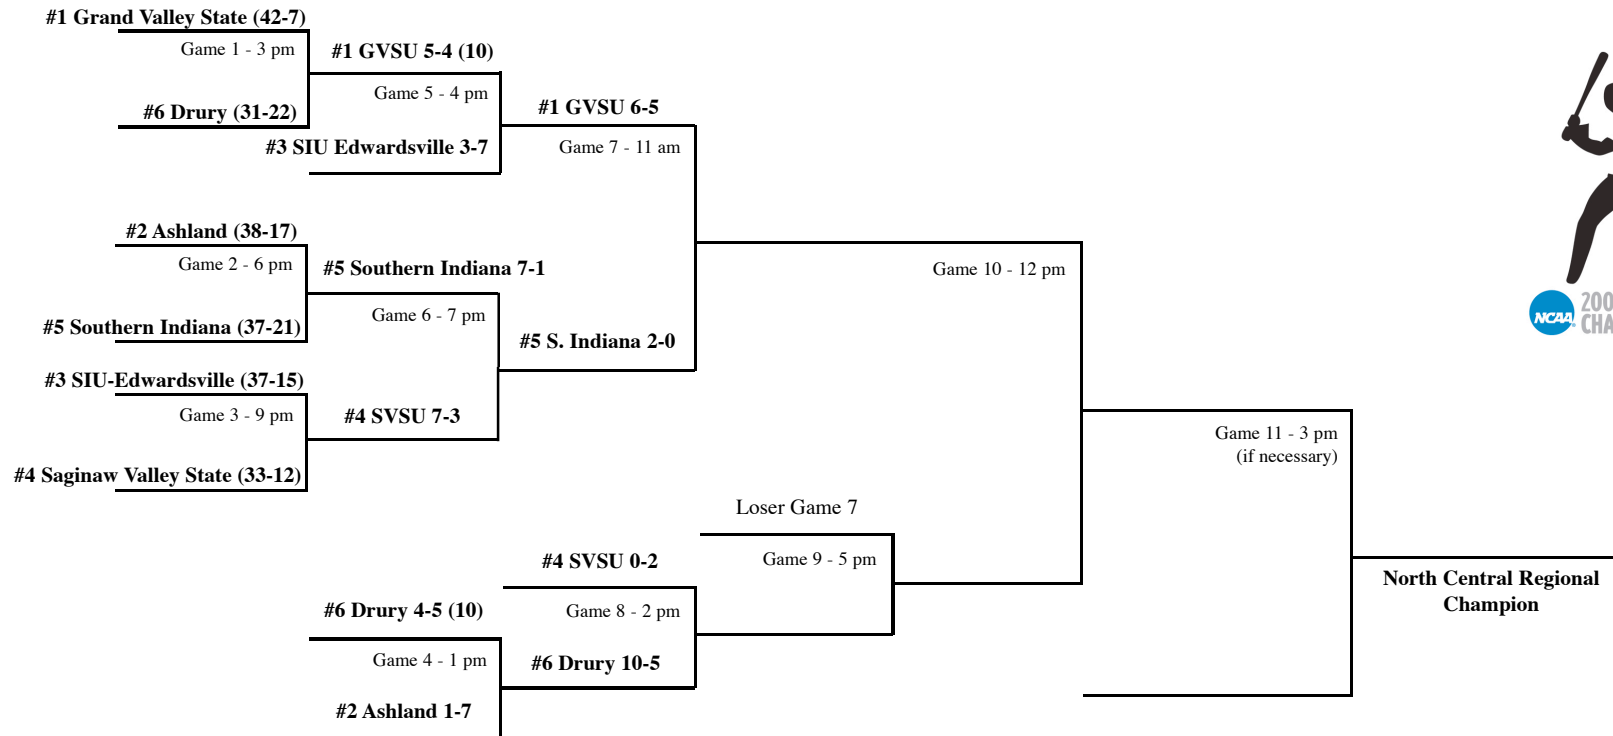 #1 Grand Valley State (42-7)
Game 1 - 3 pm
#6 Drury (31-22)
#1 GVSU 5-4 (10)
Game 5 - 4 pm
#3 SIU Edwardsville 3-7
#1 GVSU 6-5
Game 7 - 11 am
#2 Ashland (38-17)
Game 2 - 6 pm
#5 Southern Indiana (37-21)
#5 Southern Indiana 7-1
Game 6 - 7 pm
#5 S. Indiana 2-0
#3 SIU-Edwardsville (37-15)
Game 3 - 9 pm
#4 SVSU 7-3
#4 Saginaw Valley State (33-12)
Game 10 - 12 pm
Game 11 - 3 pm
(if necessary)
Loser Game 7
Game 9 - 5 pm
#4 SVSU 0-2
Game 8 - 2 pm
#6 Drury 10-5
#6 Drury 4-5 (10)
Game 4 - 1 pm
#2 Ashland 1-7
North Central Regional
Champion
NCAA
200
CHA